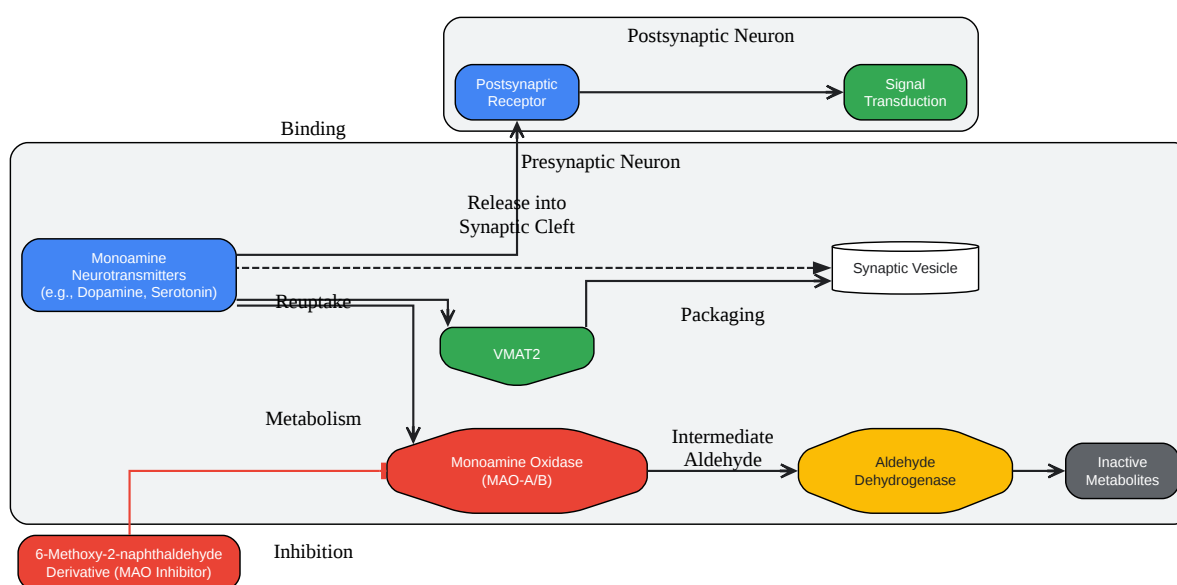 Postsynaptic Neuron
Postsynaptic
Receptor
Signal
Transduction
Binding
Presynaptic Neuron
Release into
Synaptic Cleft
Monoamine
Neurotransmitters
(e.g., Dopamine, Serotonin)
Synaptic Vesicle
Reuptake
Packaging
VMAT2
Metabolism
Monoamine Oxidase
(MAO-A/B)
Intermediate
Aldehyde
Aldehyde
Dehydrogenase
Inactive
Metabolites
6-Methoxy-2-naphthaldehyde
Derivative (MAO Inhibitor)
Inhibition